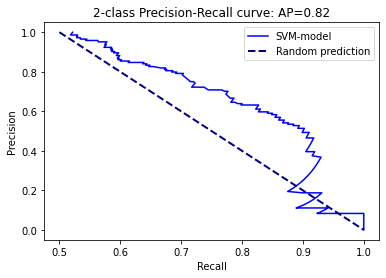 2-class Precision-Recall curve: AP=0.82
SVM-model
Random prediction
Precision
1.0
0.8
0.6
0.4
0.2
0.0
0.5
0.6
0.7
0.8
0.9
1.0
Recall